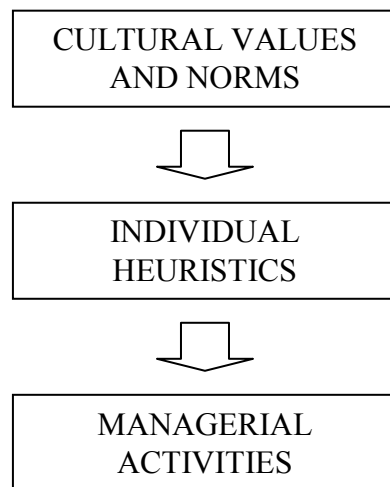 CULTURAL VALUES
AND NORMS
INDIVIDUAL
HEURISTICS
MANAGERIAL
ACTIVITIES